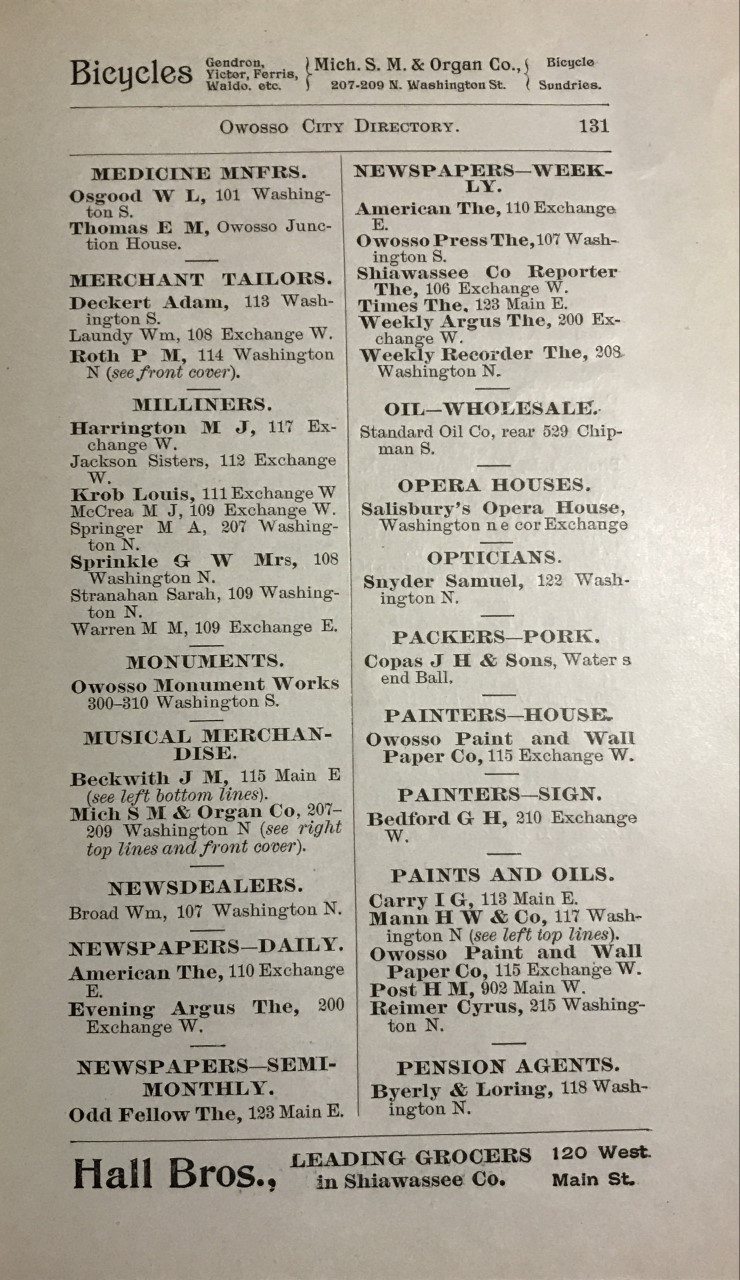 Bicycles Gendron, Victor, Ferris, Waldo. etc. Mich. S. M. & Organ Co., 207-209 N. Washington St. Bicycle Sundries.
Owosso City Directory. 131
MEDICINE MNFRS.
Osgood W L, 101 Washing-
ton S.
Thomas E M, Owosso Junc-
tion House.
MERCHANT TAILORS.
Deckert Adam, 113 Wash-
ington S.
Laundy Wm, 108 Exchange W.
Roth P M, 114 Washington
N (see front cover).
MILLINERS.
Harrington M J, 117 Ex-
change W.
Jackson Sisters, 112 Exchange
W.
Krob Louis, 111 Exchange W
McCrea M J, 109 Exchange W.
Springer M A, 207 Washing-
ton N.
Sprinkle G W Mrs, 108
Washington N.
Stranahan Sarah, 109 Washing-
ton N.
Warren M M, 109 Exchange E.
MONUMENTS.
Owosso Monument Works
300-310 Washington S.
MUSICAL MERCHAN-
DISE.
Beckwith J M, 115 Main E
(see left bottom lines).
Mich S M & Organ Co, 207-
209 Washington N (see right
top lines and front cover).
NEWSDEALERS.
Broad Wm, 107 Washington N.
NEWSPAPERS—DAILY.
American The, 110 Exchange
E.
Evening Argus The, 200
Exchange W.
NEWSPAPERS—SEMI-
MONTHLY.
Odd Fellow The, 123 Main E.
NEWSPAPERS—WEEK-
LY.
American The, 110 Exchange
E.
Owosso Press The, 107 Wash-
ington S.
Shiawassee Co Reporter
The, 106 Exchange W.
Times The, 123 Main E.
Weekly Argus The, 200 Ex-
change W.
Weekly Recorder The, 208
Washington N.
OIL—WHOLESALE.
Standard Oil Co, rear 529 Chip-
man S.
OPERA HOUSES.
Salisbury's Opera House,
Washington n e cor Exchange
OPTICIANS.
Snyder Samuel, 122 Wash-
ington N.
PACKERS—PORK.
Copas J H & Sons, Water s
end Ball.
PAINTERS—HOUSE.
Owosso Paint and Wall
Paper Co, 115 Exchange W.
PAINTERS—SIGN.
Bedford G H, 210 Exchange
W.
PAINTS AND OILS.
Carry I G, 113 Main E.
Mann H W & Co, 117 Wash-
ington N (see left top lines).
Owosso Paint and Wall
Paper Co, 115 Exchange W.
Post H M, 902 Main W.
Reimer Cyrus, 215 Washing-
ton N.
PENSION AGENTS.
Byerly & Loring, 118 Wash-
ington N.
Hall Bros., LEADING GROCERS in Shiawassee Co. 120 West. Main St.